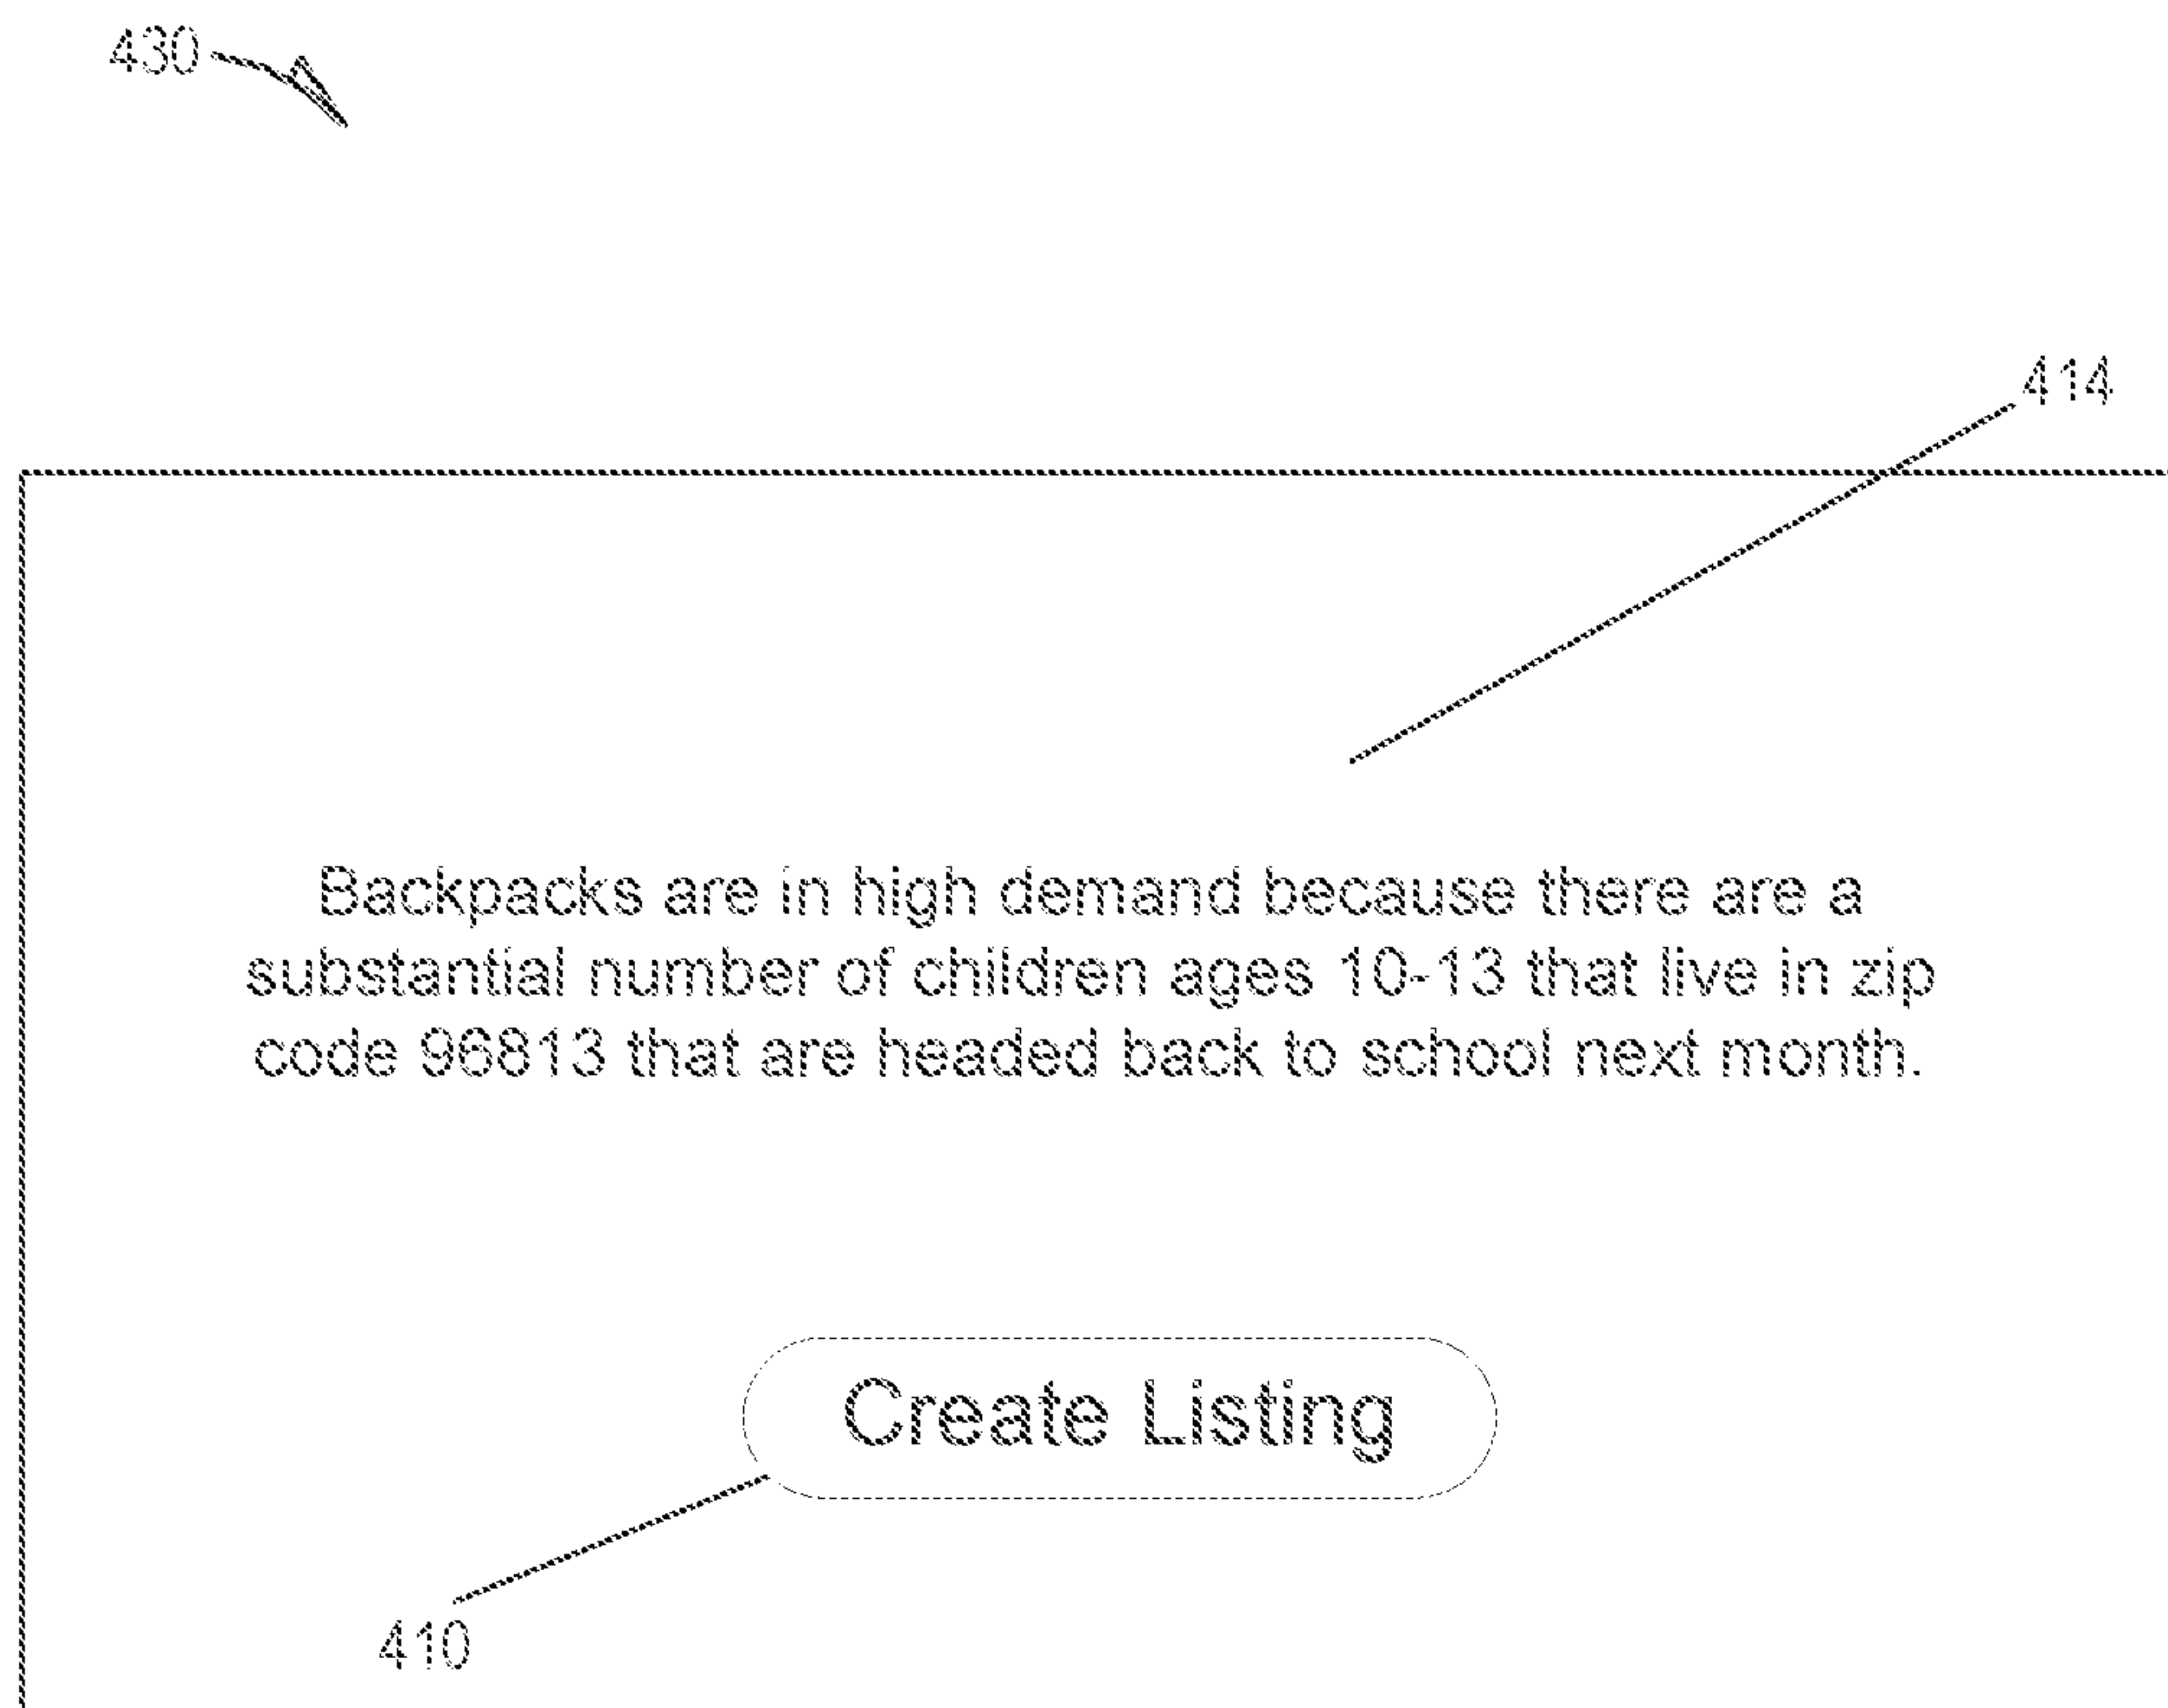 430
414
Backpacks are in high demand because there are a
substantial number of children ages 10-13 that live in zip
code 96813 that are headed back to school next month.
Create Listing
410